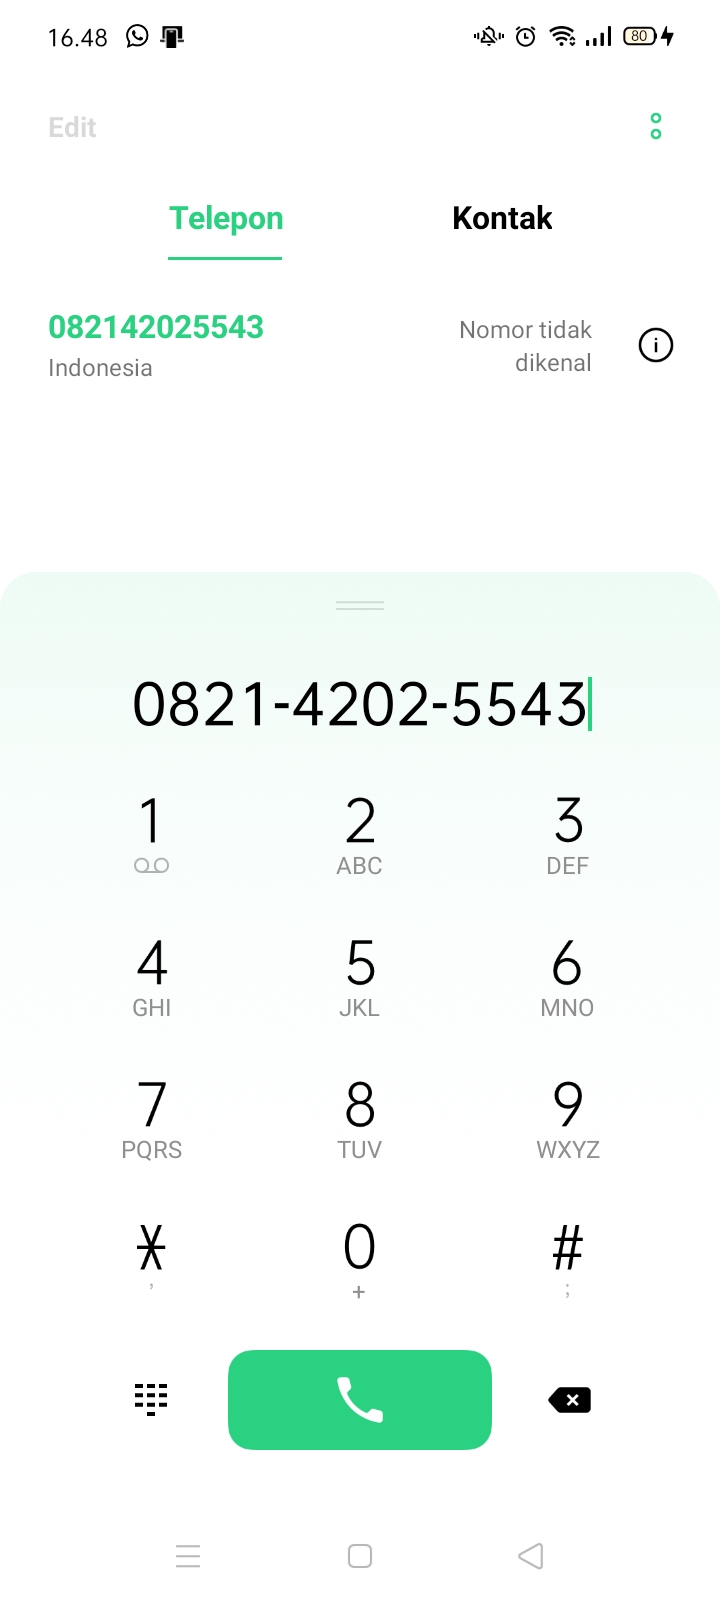 16.48 80
Edit
Telepon Kontak
082142025543
Indonesia
Nomor tidak
dikenal
0821-4202-5543
1 2 3
ABC DEF
4 5 6
GHI JKL MNO
7 8 9
PQRS TUV WXYZ
* 0 #
, + ;